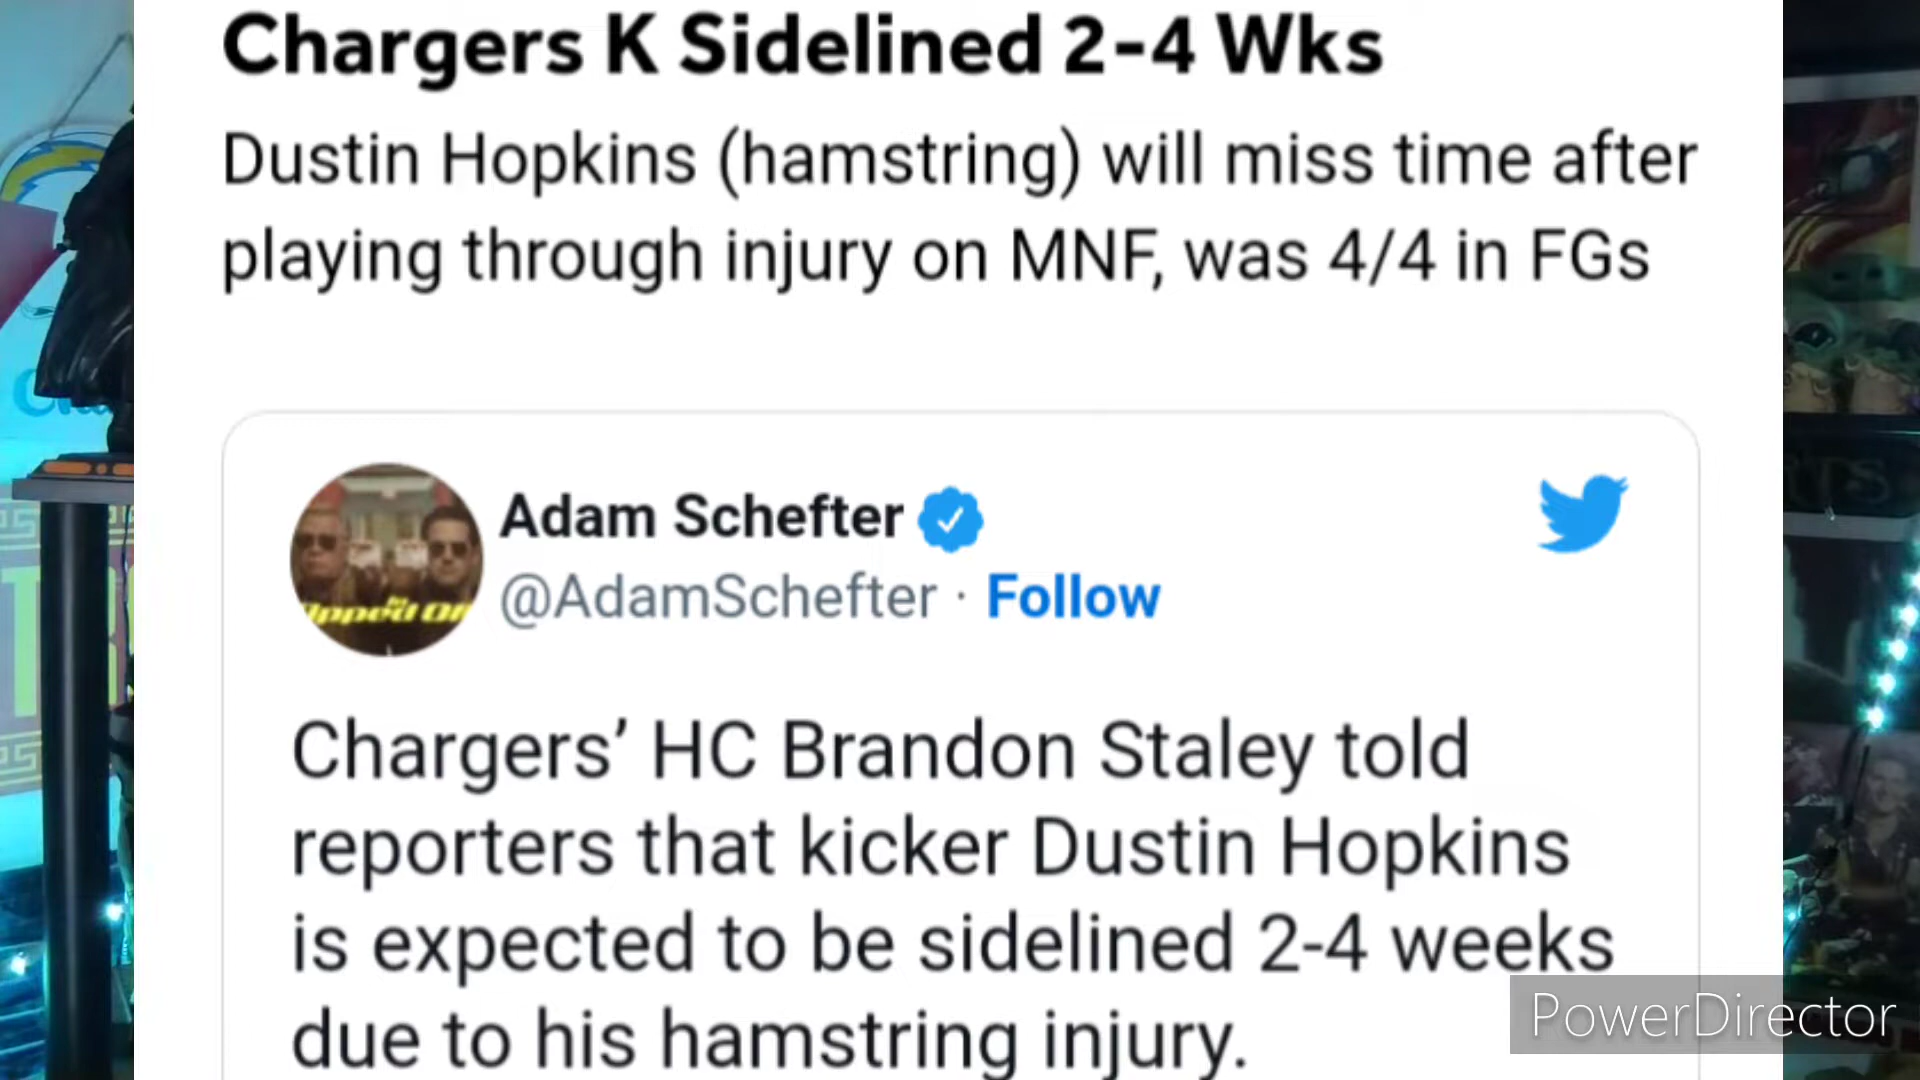 Chargers K Sidelined 2-4 Wks
Dustin Hopkins (hamstring) will miss time after
playing through injury on MNF, was 4/4 in FGs
Adam Schefter
@AdamSchefter · Follow
Chargers’ HC Brandon Staley told
reporters that kicker Dustin Hopkins
is expected to be sidelined 2-4 weeks
due to his hamstring injury.
PowerDirector